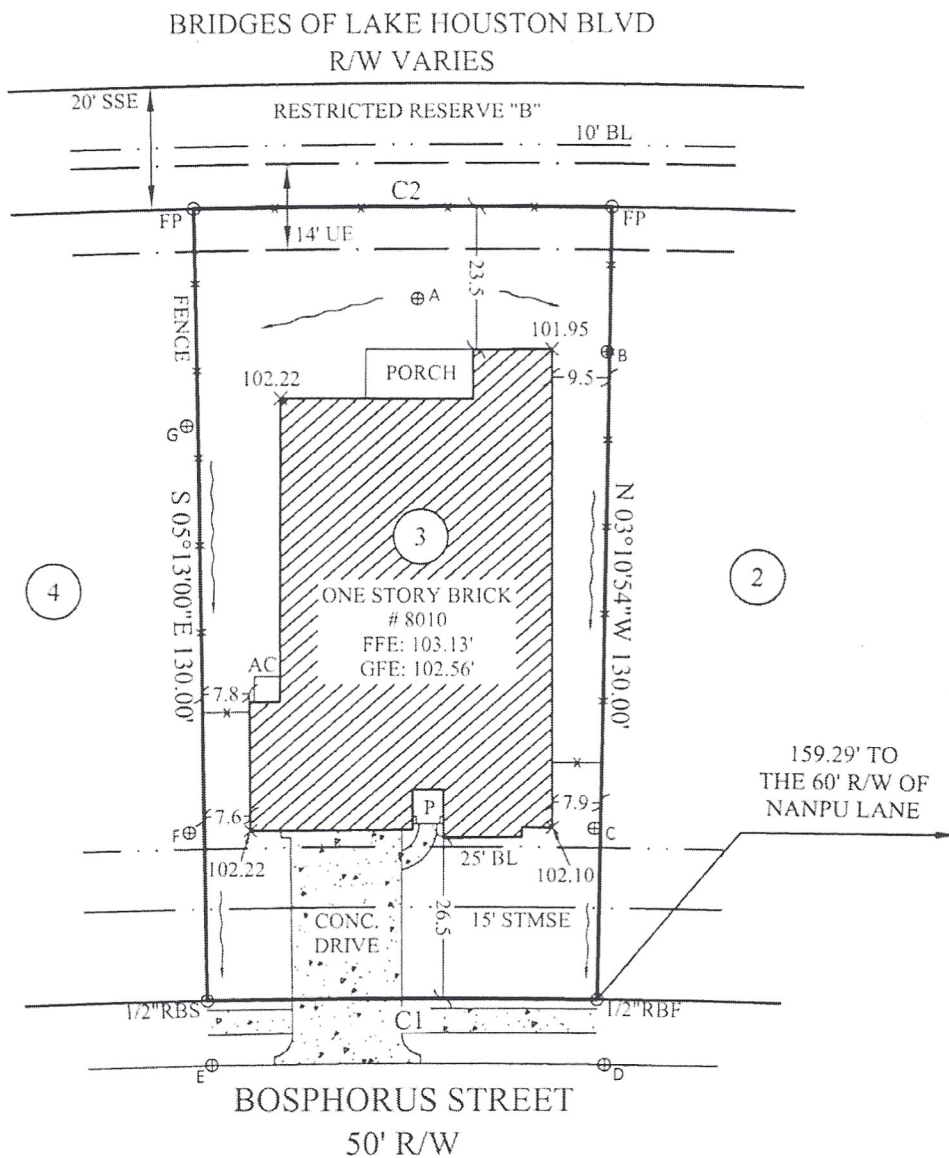 BRIDGES OF LAKE HOUSTON BLVD
R/W VARIES
20' SSE
RESTRICTED RESERVE "B"
10' BL
C2
FP
FP
14' UE
23.5
A
FENCE
101.95
B
PORCH
9.5
102.22
G
S 05°13'00"E 130.00'
N 03°10'54"W 130.00'
3
4
2
ONE STORY BRICK
# 8010
FFE: 103.13'
GFE: 102.56'
AC
7.8
159.29' TO
THE 60' R/W OF
NANPU LANE
P
7.9
7.6
F
C
25' BL
102.22
102.10
CONC.
DRIVE
26.5
15' STMSE
1/2"RBS
C1
1/2"RBF
E
D
BOSPHORUS STREET
50' R/W